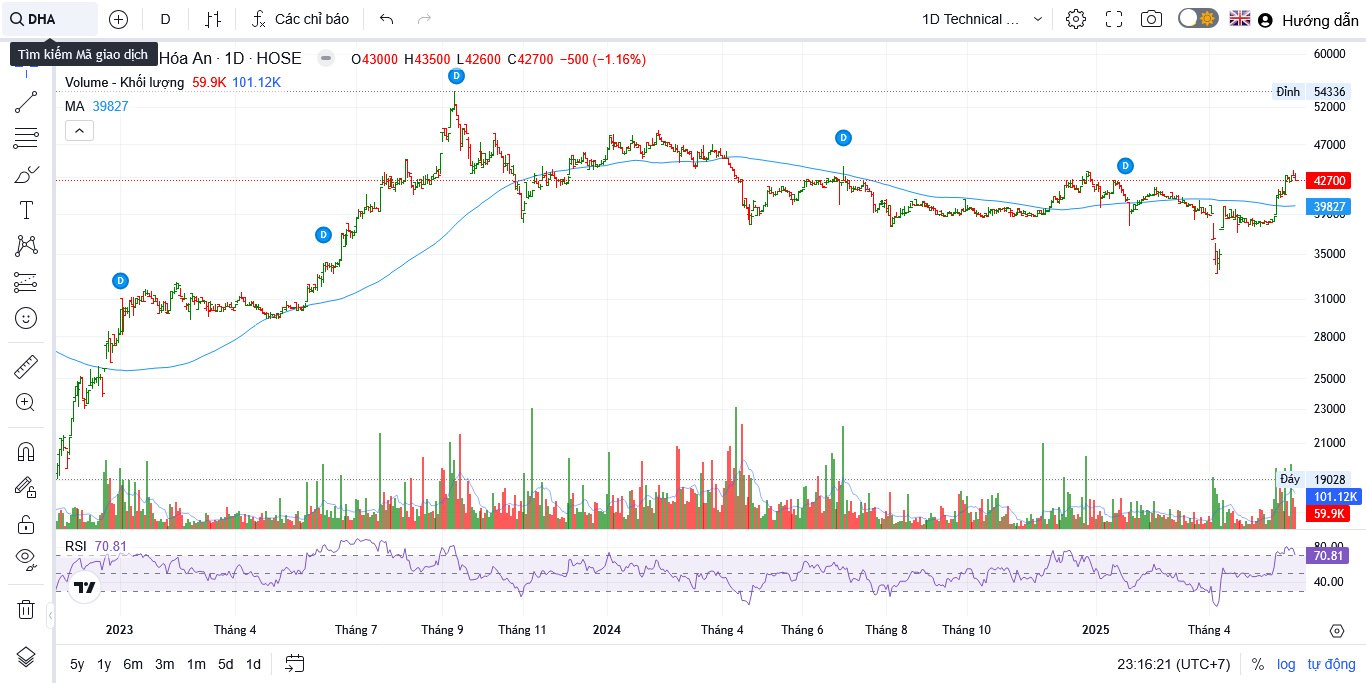 DHA
D
Các chỉ báo
1D Technical ...
Hướng dẫn
Tìm kiếm Mã giao dịch
Hóa An · 1D · HOSE
O43000 H43500 L42600 C42700 −500 (−1.16%)
Volume - Khối lượng 59.9K 101.12K
MA 39827
60000
Đỉnh 54336
52000
47000
42700
39827
35000
31000
28000
25000
23000
21000
Đáy 19028
101.12K
59.9K
D
D
D
D
D
RSI 70.81
80.00
70.81
40.00
2023 Tháng 4 Tháng 7 Tháng 9 Tháng 11 2024 Tháng 4 Tháng 6 Tháng 8 Tháng 10 2025 Tháng 4
5y 1y 6m 3m 1m 5d 1d
23:16:21 (UTC+7) % log tự động